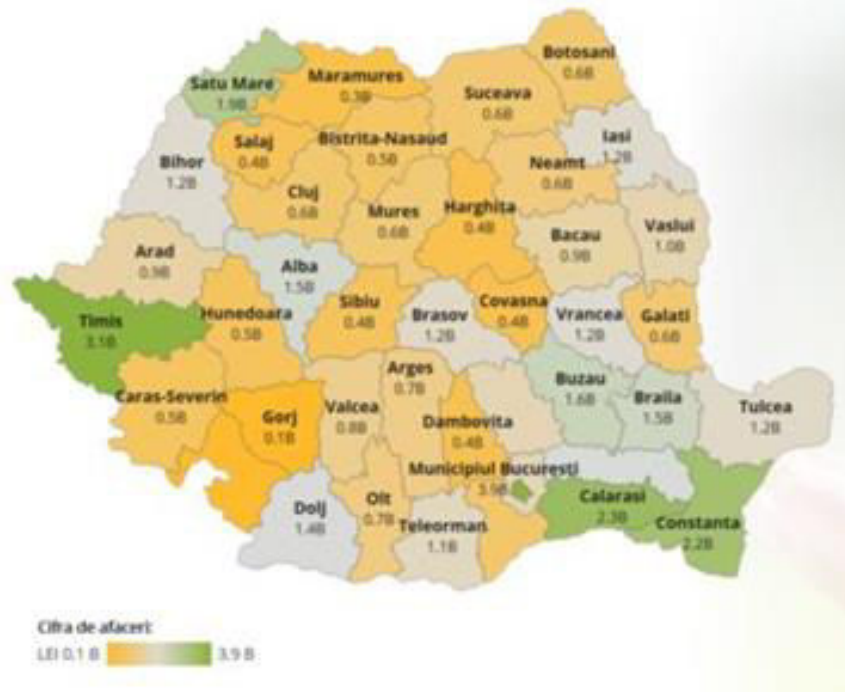 Botosani
0.6B
Satu Mare
1.9B
Maramures
0.3B
Suceava
0.6B
Iasi
1.2B
Salaj
0.4B
Bistrita-Nasaud
0.5B
Bihor
1.2B
Neamt
0.6B
Cluj
0.6B
Mures
0.6B
Harghita
0.4B
Bacau
0.9B
Vaslui
1.0B
Arad
0.9B
Alba
1.5B
Timis
3.1B
Hunedoara
0.5B
Sibiu
0.4B
Brasov
1.2B
Covasna
0.4B
Vrancea
1.2B
Galati
0.6B
Caras-Severin
0.5B
Gorj
0.1B
Valcea
0.8B
Arges
0.7B
Dambovita
0.4B
Buzau
1.6B
Braila
1.5B
Tulcea
1.2B
Municipiul Bucuresti
3.9B
Dolj
1.4B
Olt
0.7B
Teleorman
1.1B
Calarasi
2.3B
Constanta
2.2B
Cifra de afaceri:
LEI 0,1 B
3,9 B